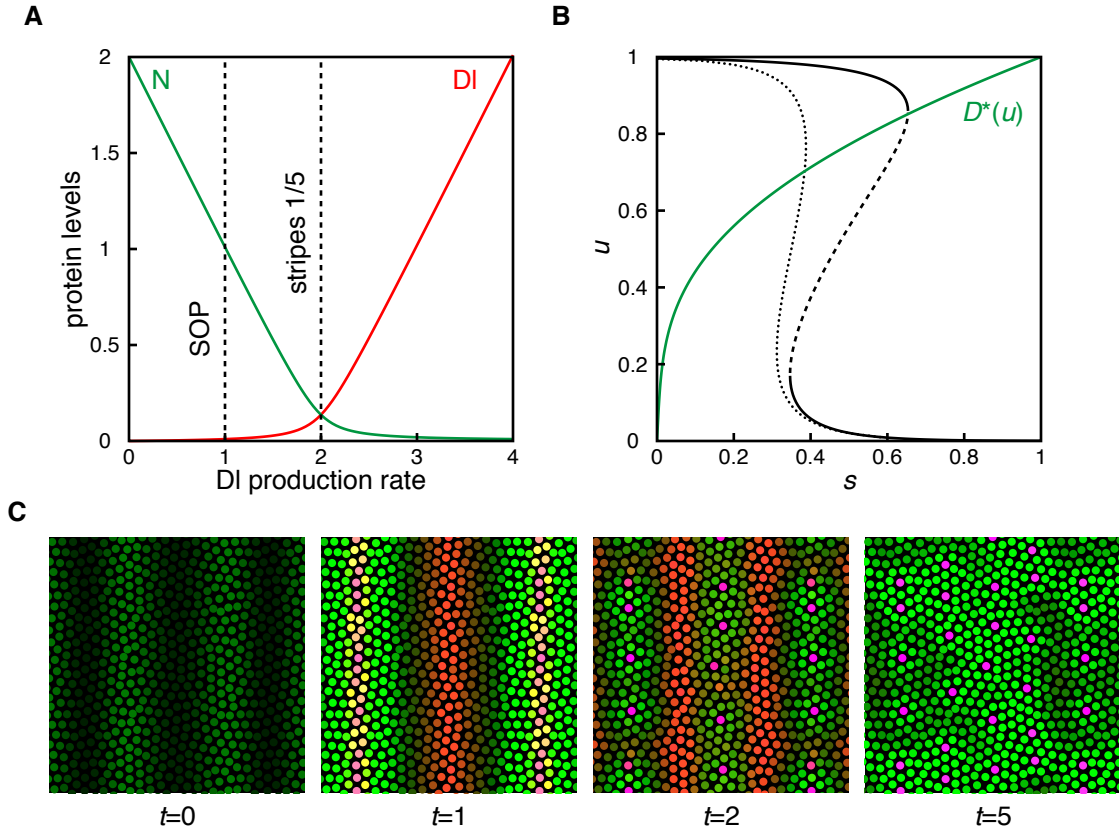 A
B
N
Dl
2
1.5
1
0.5
0
protein levels
SOP
stripes 1/5
0
1
2
3
4
Dl production rate
1
0.8
0.6
0.4
0.2
0
u
D*(u)
0
0.2
0.4
0.6
0.8
1
s
C
t=0
t=1
t=2
t=5